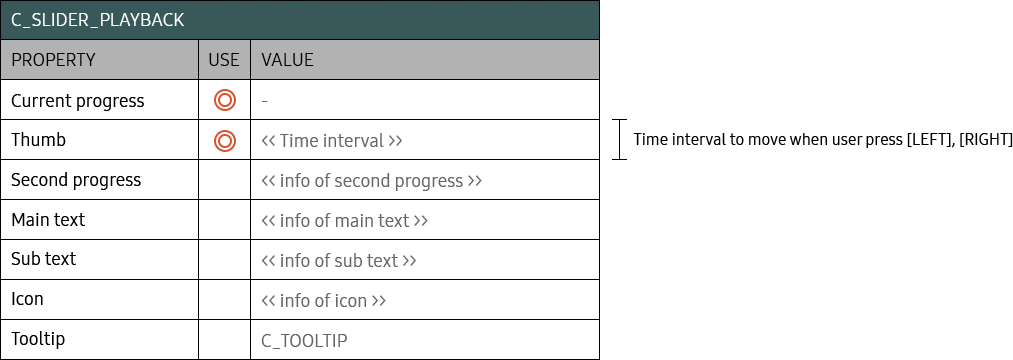 C_SLIDER_PLAYBACK
PROPERTY USE VALUE
Current progress -
Thumb << Time interval >> Time interval to move when user press [LEFT], [RIGHT]
Second progress << info of second progress >>
Main text << info of main text >>
Sub text << info of sub text >>
Icon << info of icon >>
Tooltip C_TOOLTIP